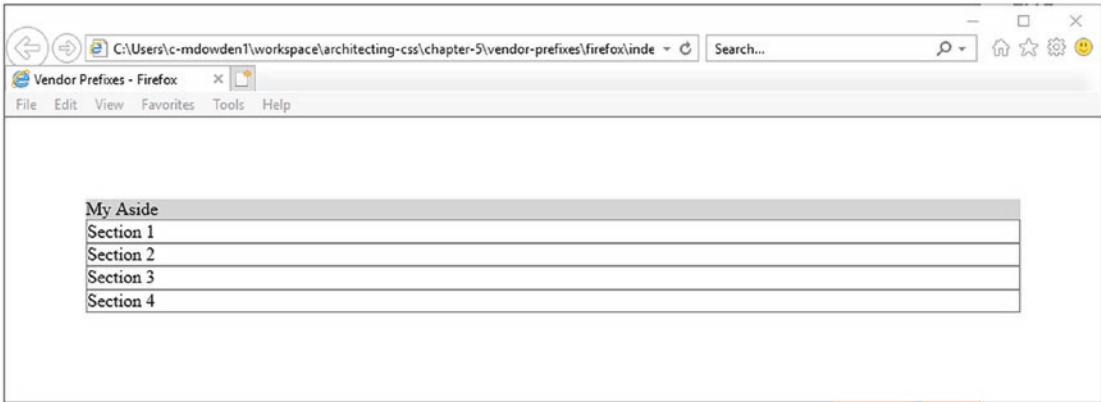 C:\Users\c-mdowden1\workspace\architecting-css\chapter-5\vendor-prefixes\firefox\inde
Search...
Vendor Prefixes - Firefox
File Edit View Favorites Tools Help
My Aside
Section 1
Section 2
Section 3
Section 4